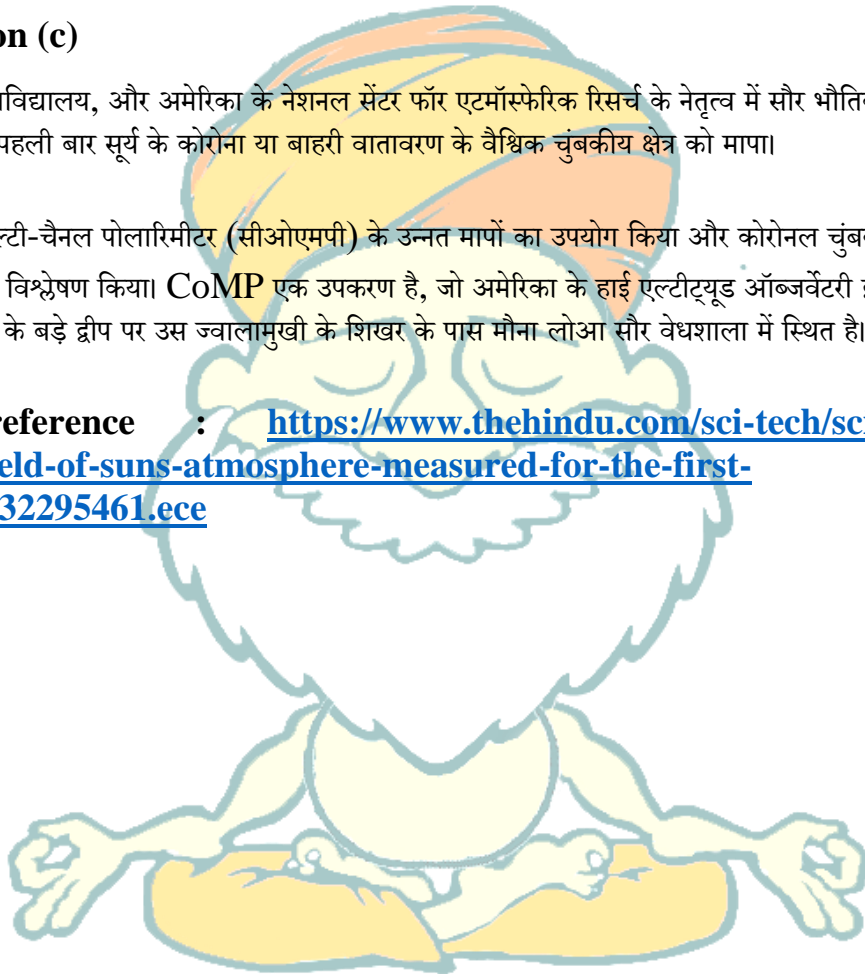 on (c)
विद्यालय, और अमेरिका के नेशनल सेंटर फॉर एटमॉस्फेरिक रिसर्च के नेतृत्व में सौर भौतिक
पहली बार सूर्य के कोरोना या बाहरी वातावरण के वैश्विक चुंबकीय क्षेत्र को मापा।
ल्टी-चैनल पोलारिमीटर (सीओएमपी) के उन्नत मापों का उपयोग किया और कोरोनल चुंब
विश्लेषण किया। CoMP एक उपकरण है, जो अमेरिका के हाई एल्टीट्यूड ऑब्जर्वेटरी
के बड़े द्वीप पर उस ज्वालामुखी के शिखर के पास मौना लोआ सौर वेधशाला में स्थित है।
reference : https://www.thehindu.com/sci-tech/sci
eld-of-suns-atmosphere-measured-for-the-first-
32295461.ece